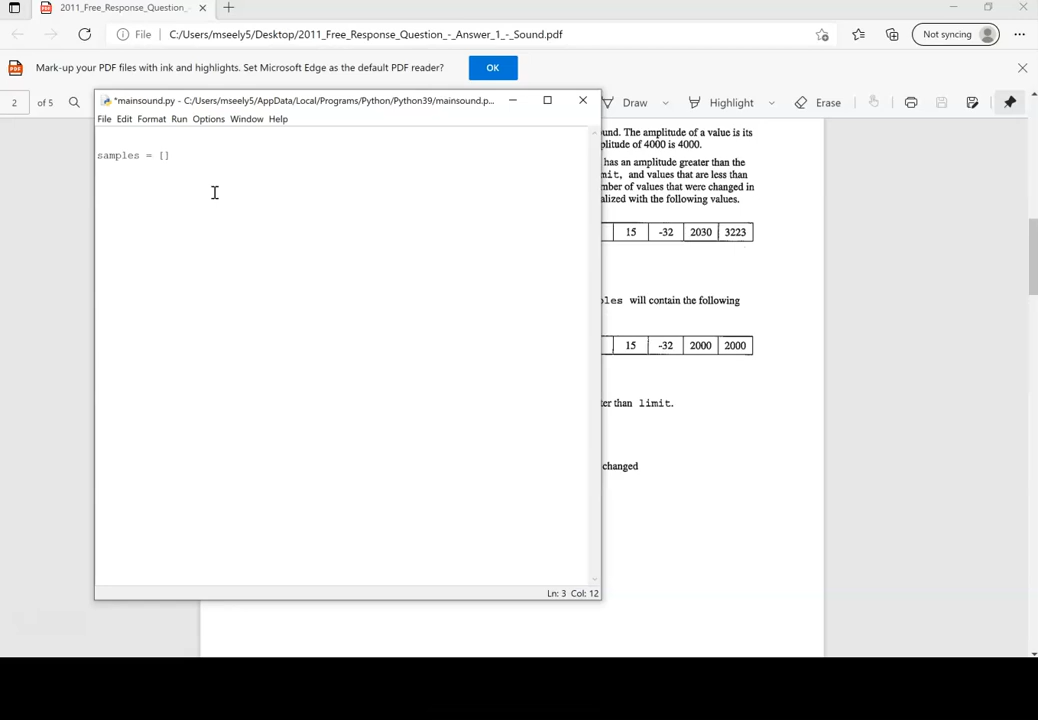 2011_Free_Response_Question_-
File
C:/Users/mseely5/Desktop/2011_Free_Response_Question_-_Answer_1_-_Sound.pdf
Not syncing
Mark-up your PDF files with ink and highlights. Set Microsoft Edge as the default PDF reader?
OK
2 of 5
Draw
Highlight
Erase
*mainsound.py - C:/Users/mseely5/AppData/Local/Programs/Python/Python39/mainsound.p...
File Edit Format Run Options Window Help
samples = []
Ln: 3 Col: 12
und. The amplitude of a value is its
plitude of 4000 is 4000.
has an amplitude greater than the
mit, and values that are less than
mber of values that were changed in
alized with the following values.
15 -32 2030 3223
ples will contain the following
15 -32 2000 2000
ter than limit.
changed